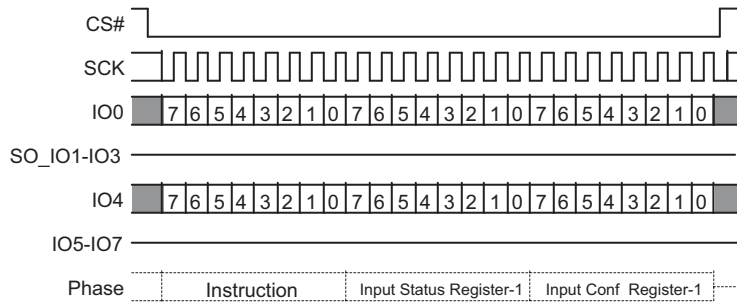 CS#
SCK
IO0 7 6 5 4 3 2 1 0 7 6 5 4 3 2 1 0 7 6 5 4 3 2 1 0
SO_IO1-IO3
IO4 7 6 5 4 3 2 1 0 7 6 5 4 3 2 1 0 7 6 5 4 3 2 1 0
IO5-IO7
Phase Instruction Input Status Register-1 Input Conf Register-1